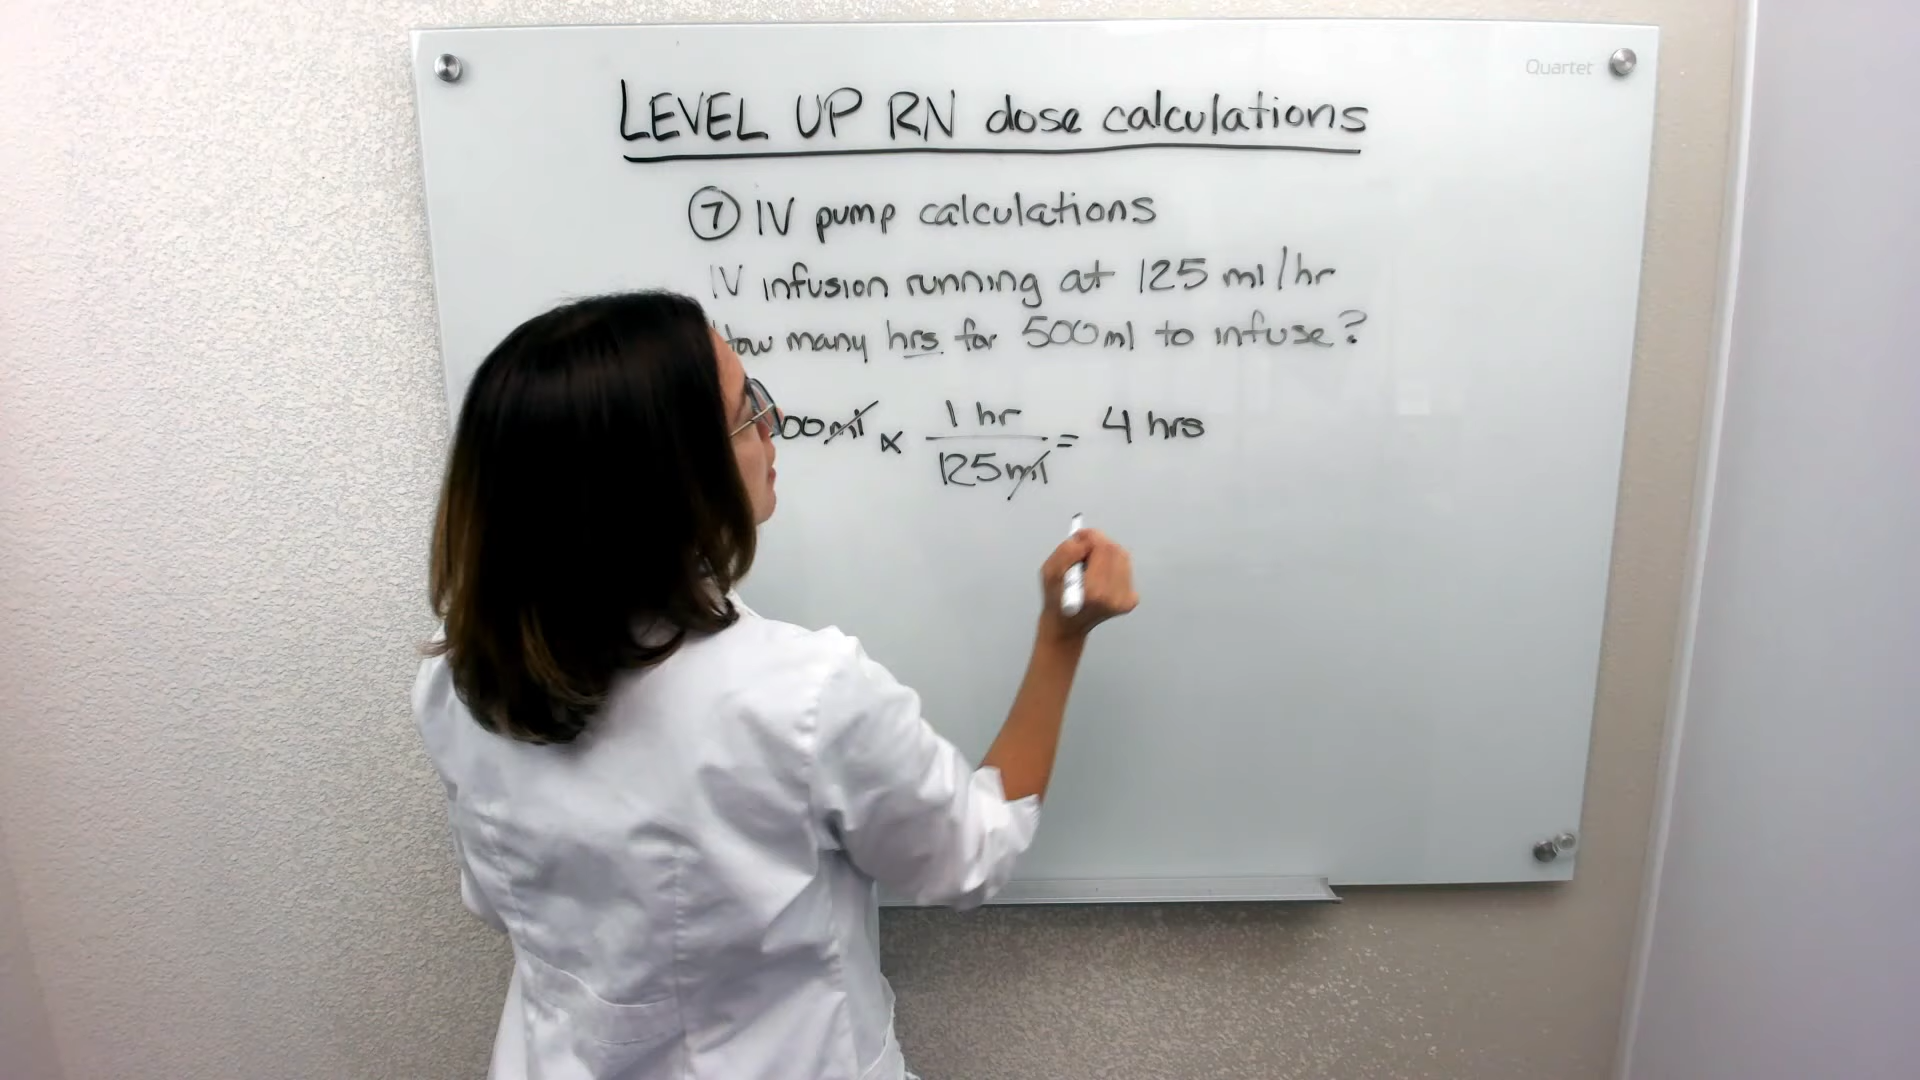 Quartet
LEVEL UP RN dose calculations
⑦ IV pump calculations
IV infusion running at 125 ml/hr
How many hrs for 500ml to infuse?
00ml × 1 hr / 125ml = 4 hrs